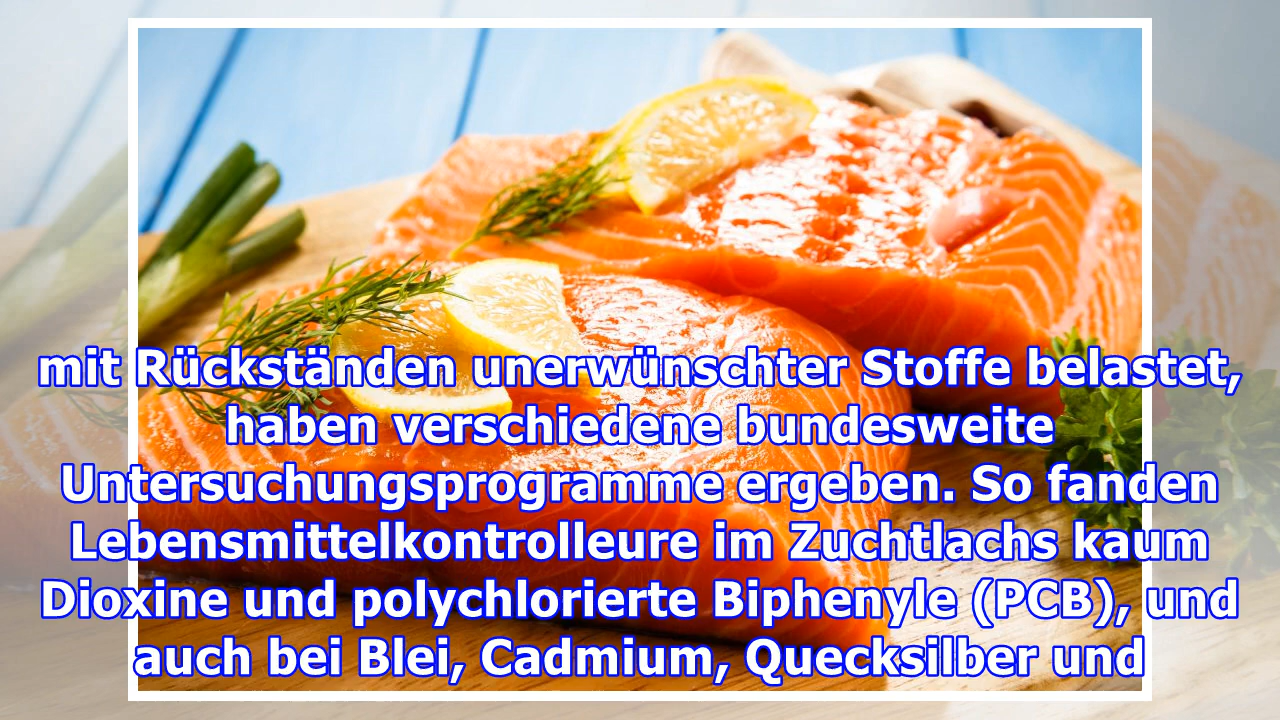 mit Rückständen unerwünschter Stoffe belastet,
haben verschiedene bundesweite
Untersuchungsprogramme ergeben. So fanden
Lebensmittelkontrolleure im Zuchtlachs kaum
Dioxine und polychlorierte Biphenyle (PCB), und
auch bei Blei, Cadmium, Quecksilber und